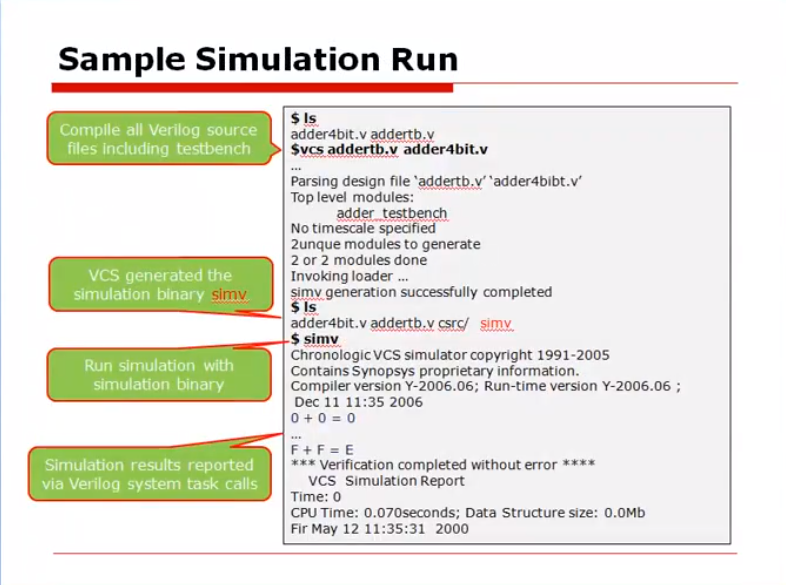 Sample Simulation Run
Compile all Verilog source
files including testbench
$ ls
adder4bit.v addertb.v
$vcs addertb.v adder4bit.v
...
Parsing design file ‘addertb.v’ ‘adder4bibt.v’
Top level modules:
adder_testbench
No timescale specified
2unque modules to generate
2 or 2 modules done
Invoking loader ...
simv generation successfully completed
VCS generated the
simulation binary simv
$ ls
adder4bit.v addertb.v csrc/ simv
$ simv
Run simulation with
simulation binary
Chronologic VCS simulator copyright 1991-2005
Contains Synopsys proprietary information.
Compiler version Y-2006.06; Run-time version Y-2006.06 ;
Dec 11 11:35 2006
0 + 0 = 0
...
F + F = E
Simulation results reported
via Verilog system task calls
*** Verification completed without error ****
VCS Simulation Report
Time: 0
CPU Time: 0.070seconds; Data Structure size: 0.0Mb
Fir May 12 11:35:31 2000